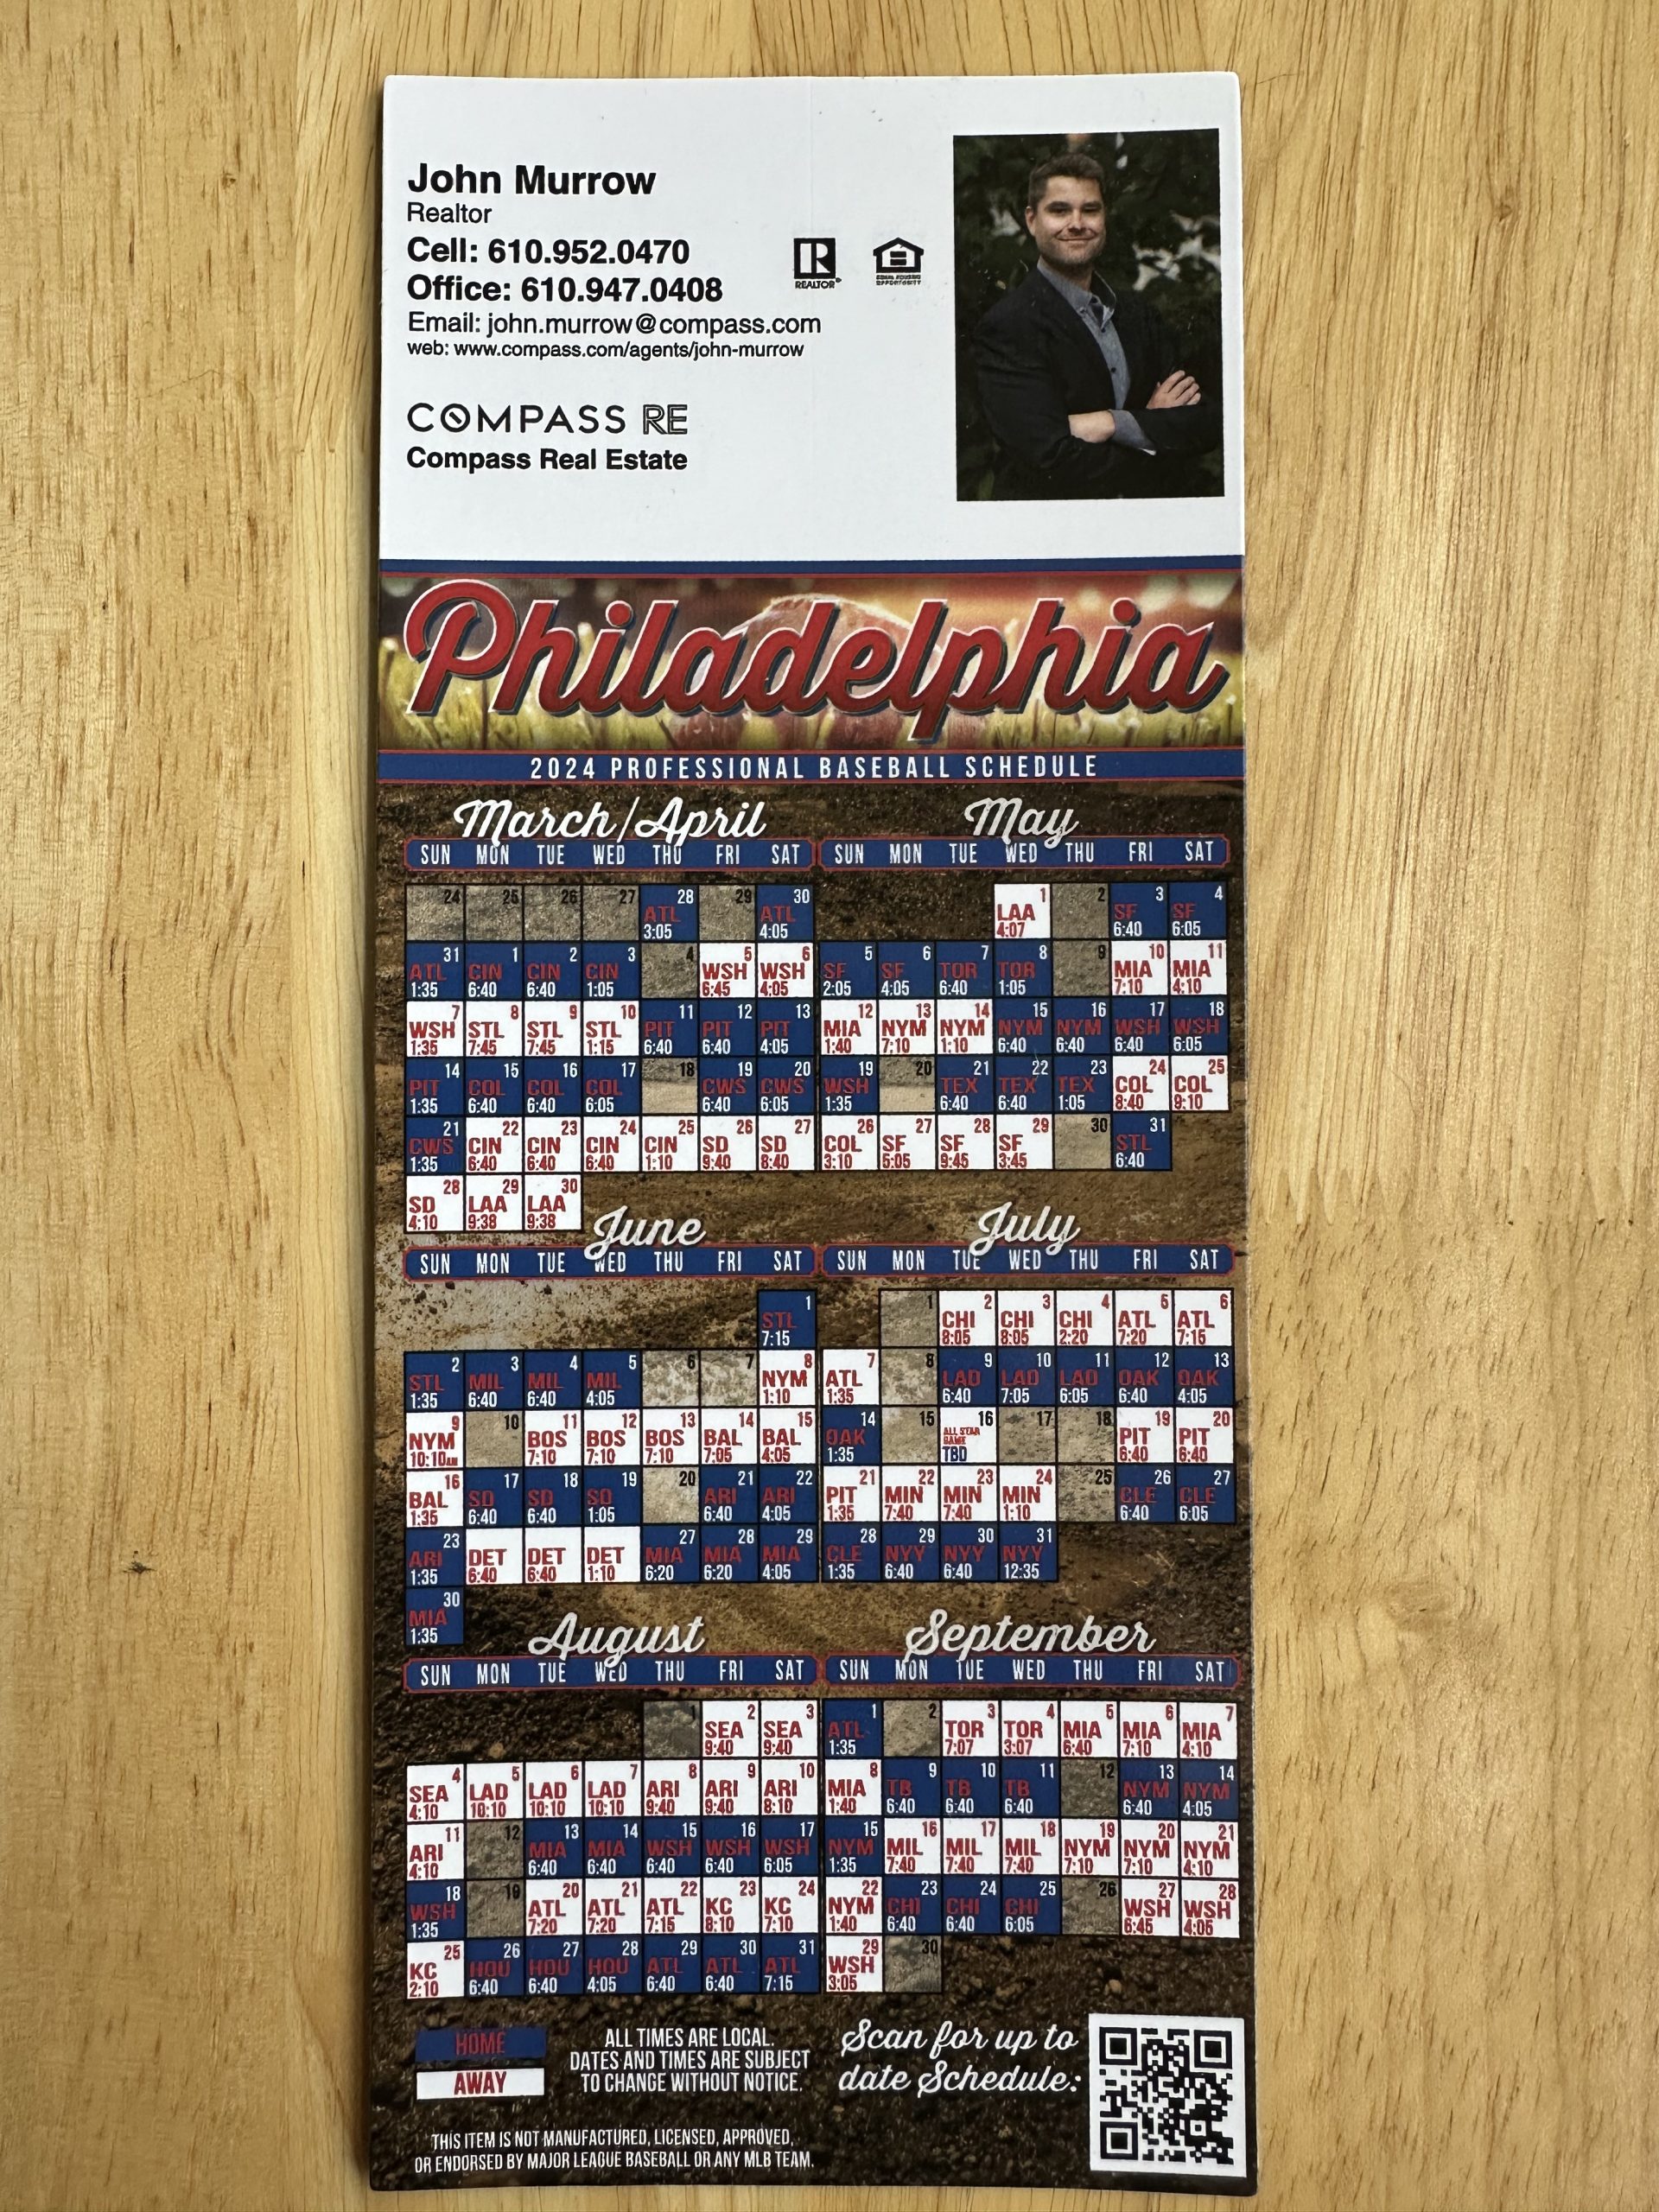 John Murrow
Realtor
Cell: 610.952.0470
Office: 610.947.0408
REALTOR®
EQUAL HOUSING
OPPORTUNITY
Email: john.murrow@compass.com
web: www.compass.com/agents/john-murrow
COMPASS RE
Compass Real Estate
Philadelphia
2024 PROFESSIONAL BASEBALL SCHEDULE
March/April
SUN MON TUE WED THU FRI SAT
24 25 26 27 28 29 30
ATL ATL
3:05 4:05
31 1 2 3 4 5 6
ATL CIN CIN CIN WSH WSH
1:35 6:40 6:40 1:05 6:45 4:05
7 8 9 10 11 12 13
WSH STL STL STL PIT PIT PIT
1:35 7:45 7:45 1:15 6:40 6:40 4:05
14 15 16 17 18 19 20
PIT COL COL COL CWS CWS
1:35 6:40 6:40 6:05 6:40 6:05
21 22 23 24 25 26 27
CWS CIN CIN CIN CIN SD SD
1:35 6:40 6:40 6:40 1:10 9:40 8:40
28 29 30
SD LAA LAA
4:10 9:38 9:38
May
SUN MON TUE WED THU FRI SAT
1 2 3 4
LAA SF SF
4:07 6:40 6:05
5 6 7 8 9 10 11
SF SF TOR TOR MIA MIA
2:05 4:05 6:40 1:05 7:10 4:10
12 13 14 15 16 17 18
MIA NYM NYM NYM NYM WSH WSH
1:40 7:10 1:10 6:40 6:40 6:40 6:05
19 20 21 22 23 24 25
WSH TEX TEX TEX COL COL
1:35 6:40 6:40 1:05 8:40 9:10
26 27 28 29 30 31
COL SF SF SF STL
3:10 5:05 9:45 3:45 6:40
June
SUN MON TUE WED THU FRI SAT
1
STL
7:15
2 3 4 5 6 7 8
STL MIL MIL MIL NYM
1:35 6:40 6:40 4:05 1:10
9 10 11 12 13 14 15
NYM BOS BOS BOS BAL BAL
10:10AM 7:10 7:10 7:10 7:05 4:05
16 17 18 19 20 21 22
BAL SD SD SD ARI ARI
1:35 6:40 6:40 1:05 6:40 4:05
23 27 28 29
ARI DET DET DET MIA MIA MIA
1:35 6:40 6:40 1:10 6:20 6:20 4:05
30
MIA
1:35
July
SUN MON TUE WED THU FRI SAT
1 2 3 4 5 6
CHI CHI CHI ATL ATL
8:05 8:05 2:20 7:20 7:15
7 8 9 10 11 12 13
ATL LAD LAD LAD OAK OAK
1:35 6:40 7:05 6:05 6:40 4:05
14 15 16 17 18 19 20
OAK ALL STAR GAME PIT PIT
1:35 TBD 6:40 6:40
21 22 23 24 25 26 27
PIT MIN MIN MIN CLE CLE
1:35 7:40 7:40 1:10 6:40 6:05
28 29 30 31
CLE NYY NYY NYY
1:35 6:40 6:40 12:35
August
SUN MON TUE WED THU FRI SAT
1 2 3
SEA SEA
9:40 9:40
4 5 6 7 8 9 10
SEA LAD LAD LAD ARI ARI ARI
4:10 10:10 10:10 10:10 9:40 9:40 8:10
11 12 13 14 15 16 17
ARI MIA MIA WSH WSH WSH
4:10 6:40 6:40 6:40 6:40 6:05
18 19 20 21 22 23 24
WSH ATL ATL ATL KC KC
1:35 7:20 7:20 7:15 8:10 7:10
25 26 27 28 29 30 31
KC HOU HOU HOU ATL ATL ATL
2:10 6:40 6:40 4:05 6:40 6:40 7:15
September
SUN MON TUE WED THU FRI SAT
1 2 3 4 5 6 7
ATL TOR TOR MIA MIA MIA
1:35 7:07 3:07 6:40 7:10 4:10
8 9 10 11 12 13 14
MIA TB TB TB NYM NYM
1:40 6:40 6:40 6:40 6:40 4:05
15 16 17 18 19 20 21
NYM MIL MIL MIL NYM NYM NYM
1:35 7:40 7:40 7:40 7:10 7:10 4:10
22 23 24 25 26 27 28
NYM CHI CHI CHI WSH WSH
1:40 6:40 6:40 6:05 6:45 4:05
29 30
WSH
3:05
HOME
AWAY
ALL TIMES ARE LOCAL.
DATES AND TIMES ARE SUBJECT
TO CHANGE WITHOUT NOTICE.
Scan for up to
date Schedule:
THIS ITEM IS NOT MANUFACTURED, LICENSED, APPROVED,
OR ENDORSED BY MAJOR LEAGUE BASEBALL OR ANY MLB TEAM.